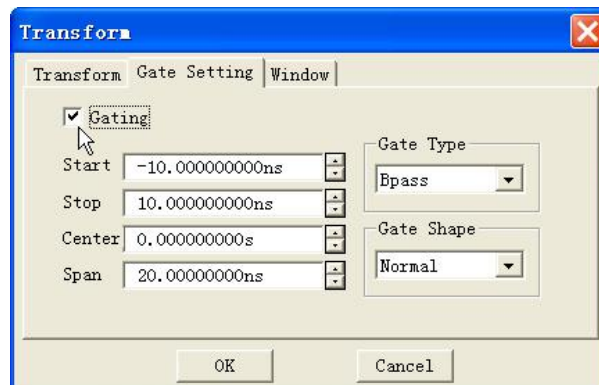 Transform
Transform Gate Setting Window
Gating
Start -10.000000000ns
Stop 10.000000000ns
Center 0.000000000s
Span 20.00000000ns
Gate Type
Bpass
Gate Shape
Normal
OK Cancel